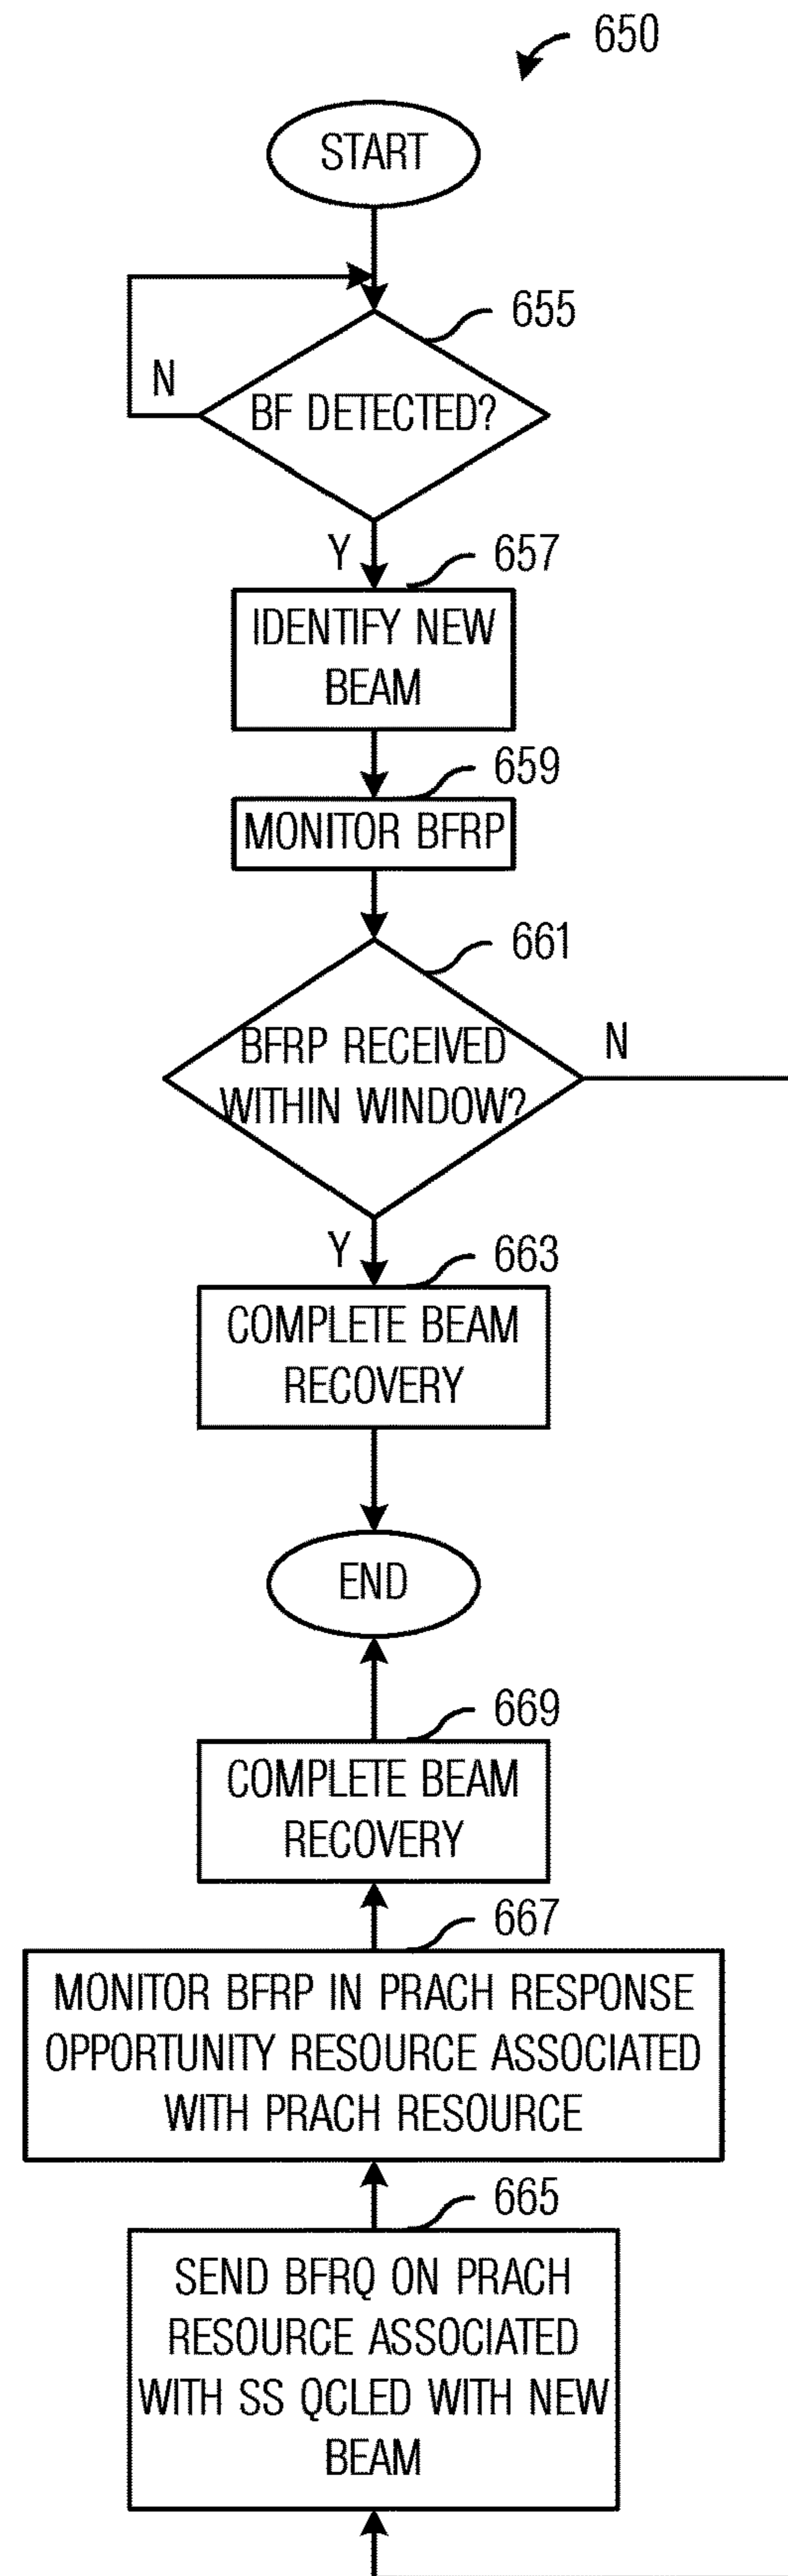 650
START
655
N
BF DETECTED?
Y
657
IDENTIFY NEW
BEAM
659
MONITOR BFRP
661
BFRP RECEIVED
WITHIN WINDOW?
N
Y
663
COMPLETE BEAM
RECOVERY
END
669
COMPLETE BEAM
RECOVERY
667
MONITOR BFRP IN PRACH RESPONSE
OPPORTUNITY RESOURCE ASSOCIATED
WITH PRACH RESOURCE
665
SEND BFRQ ON PRACH
RESOURCE ASSOCIATED
WITH SS QCLED WITH NEW
BEAM